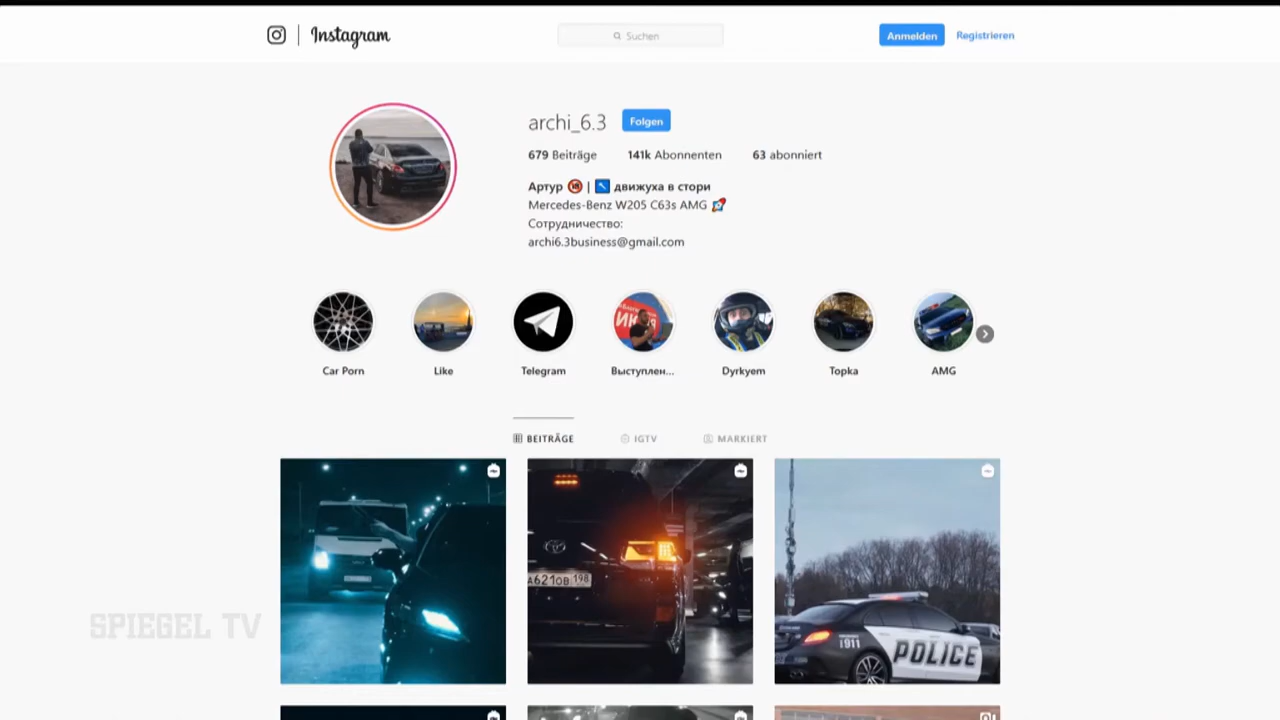 Instagram
Suchen
Anmelden
Registrieren
archi_6.3
Folgen
679 Beiträge
141k Abonnenten
63 abonniert
Артур 🔞 | ↖️ движуха в стори
Mercedes-Benz W205 C63s AMG 🚀
Сотрудничество:
archi6.3business@gmail.com
Car Porn
Like
Telegram
Выступлен...
Dyrkyem
Topka
AMG
BEITRÄGE
IGTV
MARKIERT
А621ОВ 198
911
POLICE
SPIEGEL TV